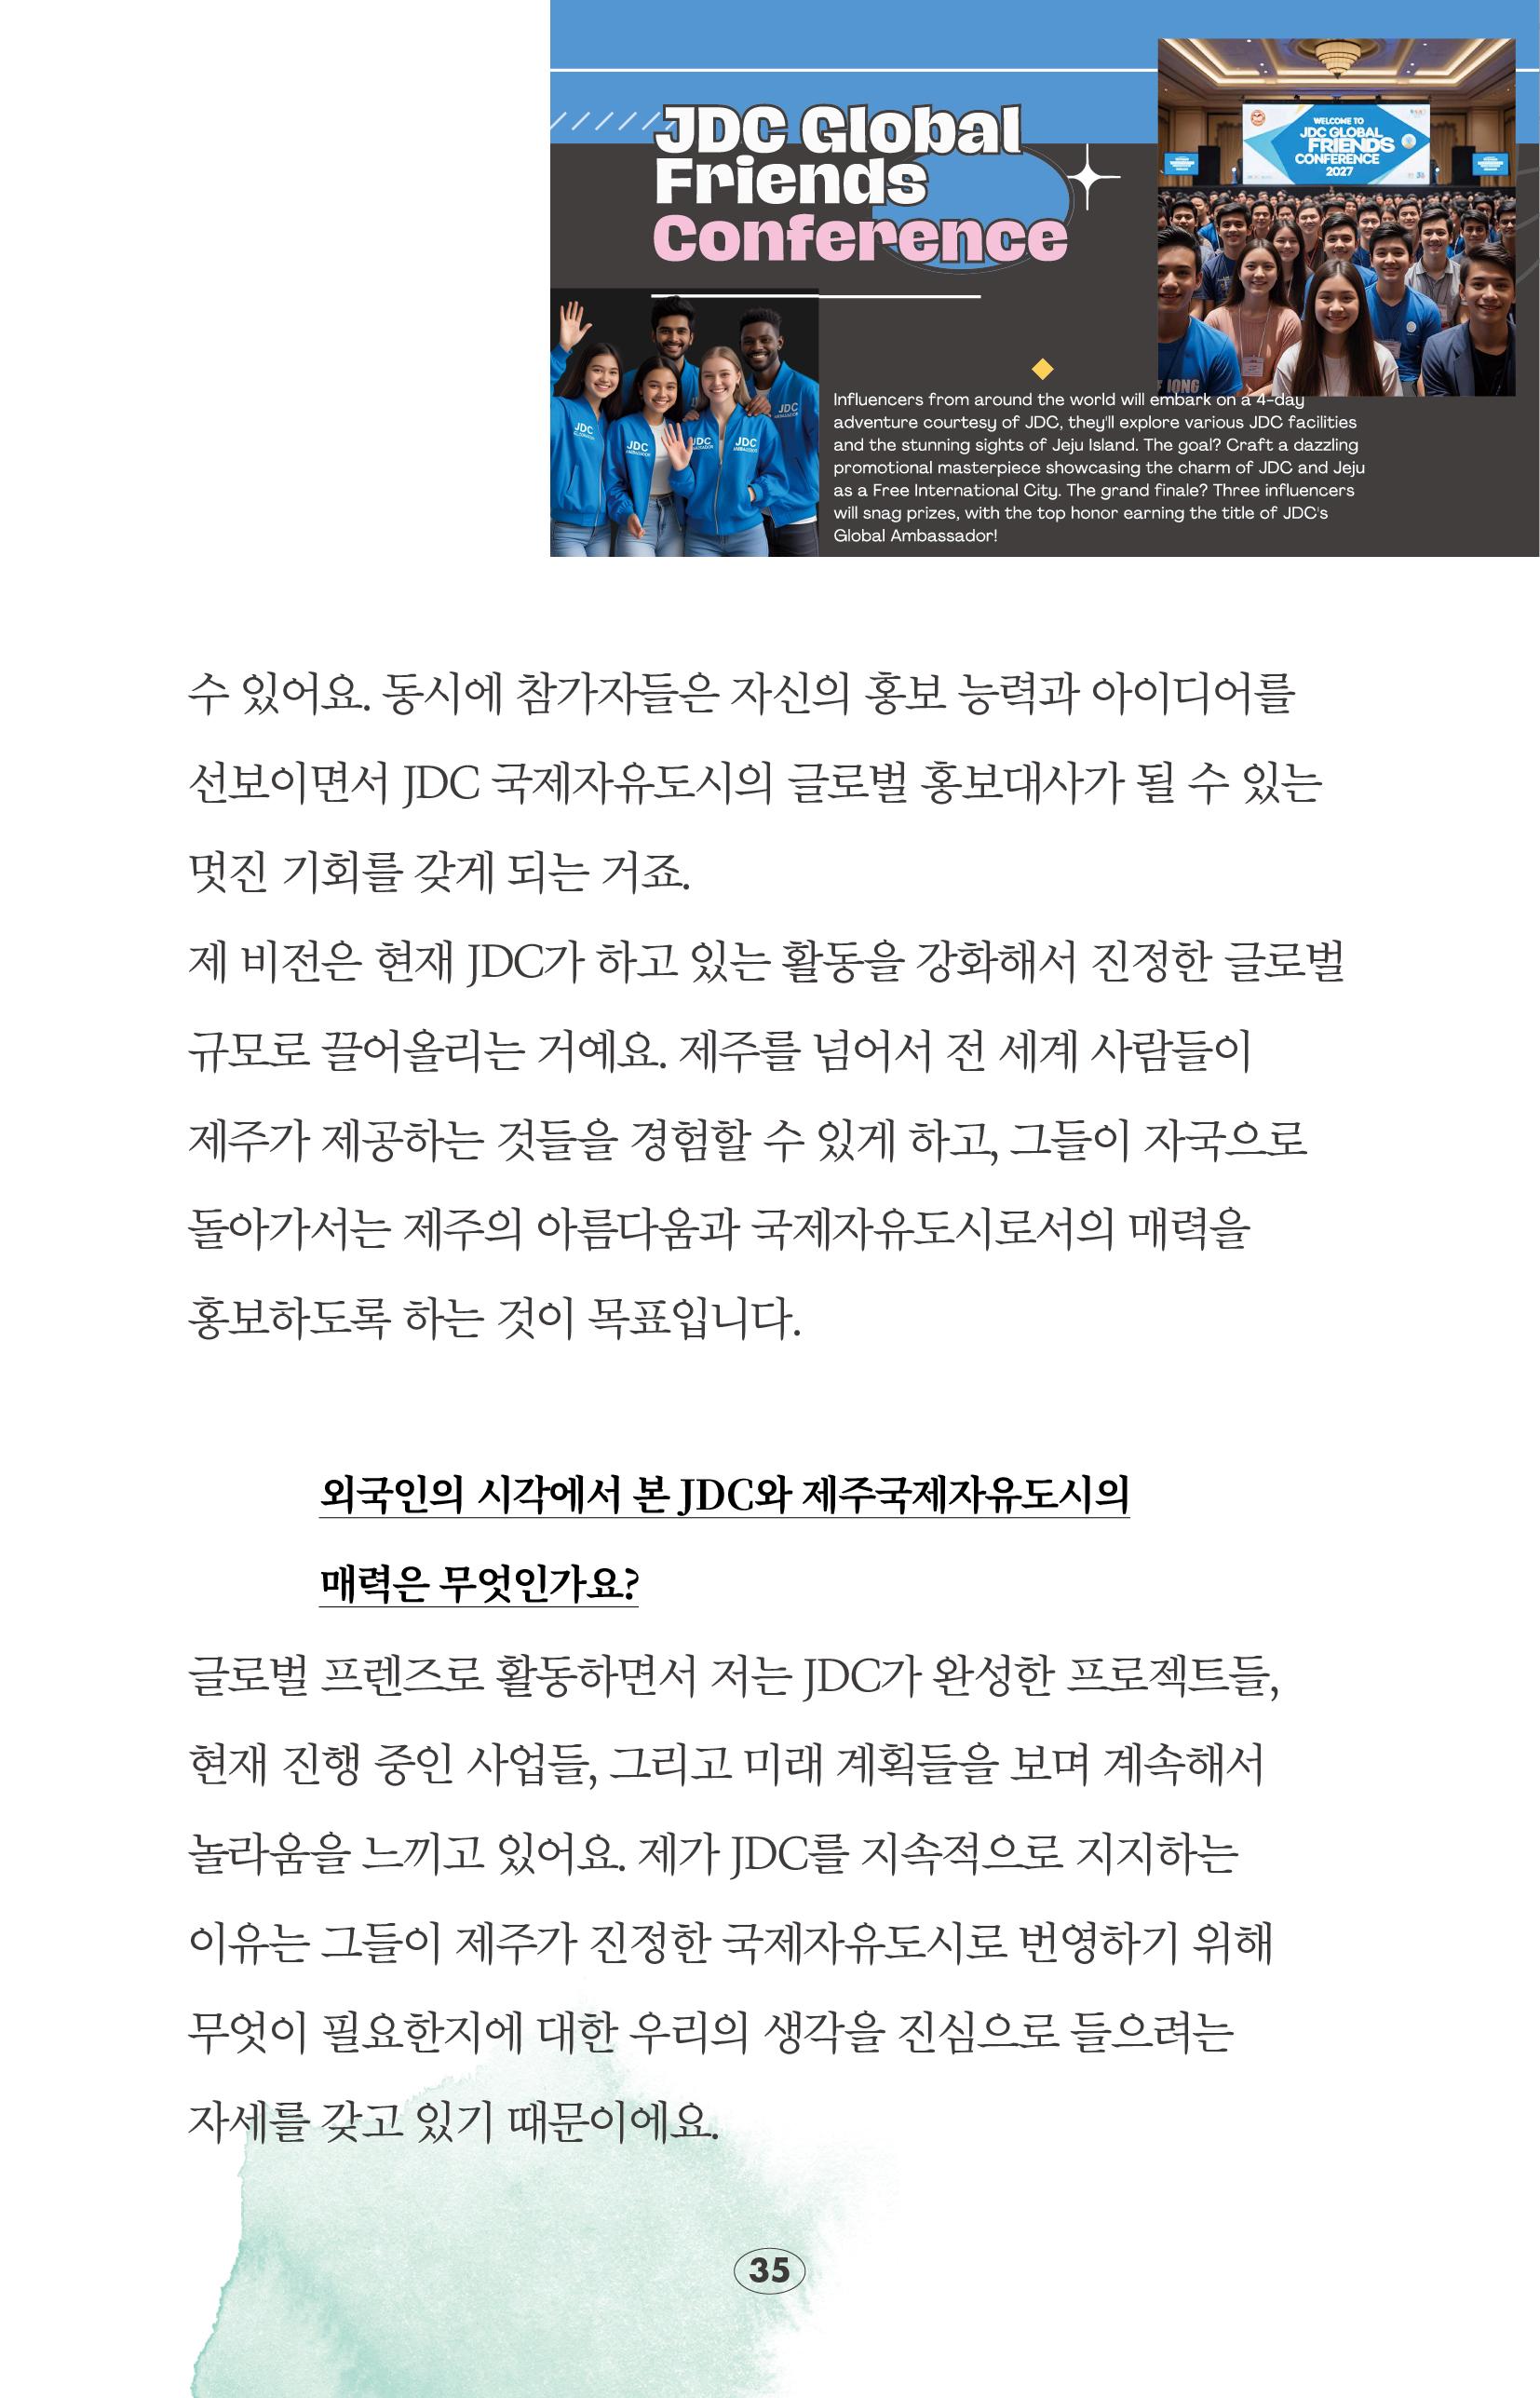 JDC Global
Friends
Conference
WELCOME TO
JDC GLOBAL
FRIENDS
CONFERENCE
2027
JDC
JDC
JDC
JDC
JDC
Influencers from around the world will embark on a 4-day
adventure courtesy of JDC, they'll explore various JDC facilities
and the stunning sights of Jeju Island. The goal? Craft a dazzling
promotional masterpiece showcasing the charm of JDC and Jeju
as a Free International City. The grand finale? Three influencers
will snag prizes, with the top honor earning the title of JDC's
Global Ambassador!
수 있어요. 동시에 참가자들은 자신의 홍보 능력과 아이디어를
선보이면서 JDC 국제자유도시의 글로벌 홍보대사가 될 수 있는
멋진 기회를 갖게 되는 거죠.
제 비전은 현재 JDC가 하고 있는 활동을 강화해서 진정한 글로벌
규모로 끌어올리는 거예요. 제주를 넘어서 전 세계 사람들이
제주가 제공하는 것들을 경험할 수 있게 하고, 그들이 자국으로
돌아가서는 제주의 아름다움과 국제자유도시로서의 매력을
홍보하도록 하는 것이 목표입니다.
외국인의 시각에서 본 JDC와 제주국제자유도시의
매력은 무엇인가요?
글로벌 프렌즈로 활동하면서 저는 JDC가 완성한 프로젝트들,
현재 진행 중인 사업들, 그리고 미래 계획들을 보며 계속해서
놀라움을 느끼고 있어요. 제가 JDC를 지속적으로 지지하는
이유는 그들이 제주가 진정한 국제자유도시로 번영하기 위해
무엇이 필요한지에 대한 우리의 생각을 진심으로 들으려는
자세를 갖고 있기 때문이에요.
35